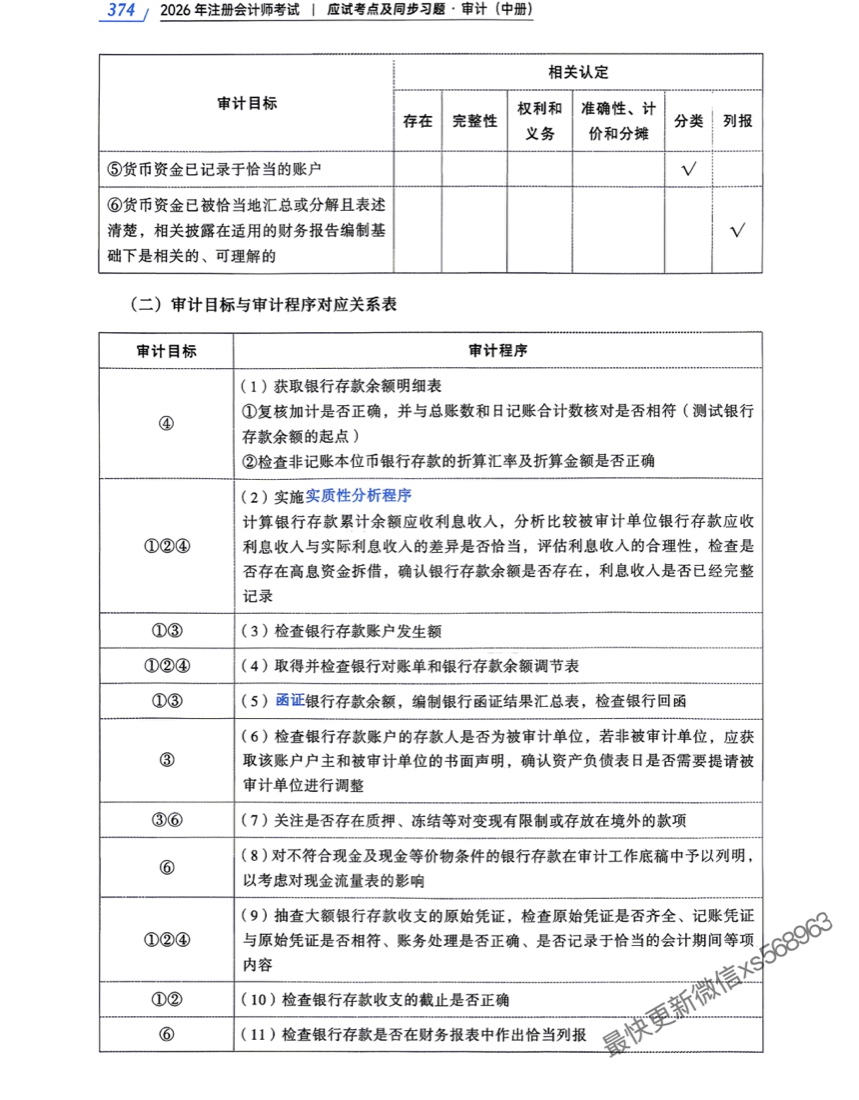 374 2026年注册会计师考试 | 应试考点及同步习题·审计（中册）
审计目标
相关认定
存在
完整性
权利和
义务
准确性、计
价和分摊
分类
列报
⑤货币资金已记录于恰当的账户
√
⑥货币资金已被恰当地汇总或分解且表述
清楚，相关披露在适用的财务报告编制基
础下是相关的、可理解的
√
（二）审计目标与审计程序对应关系表
审计目标
审计程序
④
（1）获取银行存款余额明细表
①复核加计是否正确，并与总账数和日记账合计数核对是否相符（测试银行
存款余额的起点）
②检查非记账本位币银行存款的折算汇率及折算金额是否正确
①②④
（2）实施实质性分析程序
计算银行存款累计余额应收利息收入，分析比较被审计单位银行存款应收
利息收入与实际利息收入的差异是否恰当，评估利息收入的合理性，检查是
否存在高息资金拆借，确认银行存款余额是否存在，利息收入是否已经完整
记录
①③
（3）检查银行存款账户发生额
①②④
（4）取得并检查银行对账单和银行存款余额调节表
①③
（5）函证银行存款余额，编制银行函证结果汇总表，检查银行回函
③
（6）检查银行存款账户的存款人是否为被审计单位，若非被审计单位，应获
取该账户户主和被审计单位的书面声明，确认资产负债表日是否需要提请被
审计单位进行调整
③⑥
（7）关注是否存在质押、冻结等对变现有限制或存放在境外的款项
⑥
（8）对不符合现金及现金等价物条件的银行存款在审计工作底稿中予以列明，
以考虑对现金流量表的影响
①②④
（9）抽查大额银行存款收支的原始凭证，检查原始凭证是否齐全、记账凭证
与原始凭证是否相符、账务处理是否正确、是否记录于恰当的会计期间等项
内容
①②
（10）检查银行存款收支的截止是否正确
⑥
（11）检查银行存款是否在财务报表中作出恰当列报
最快更新微信xs568963